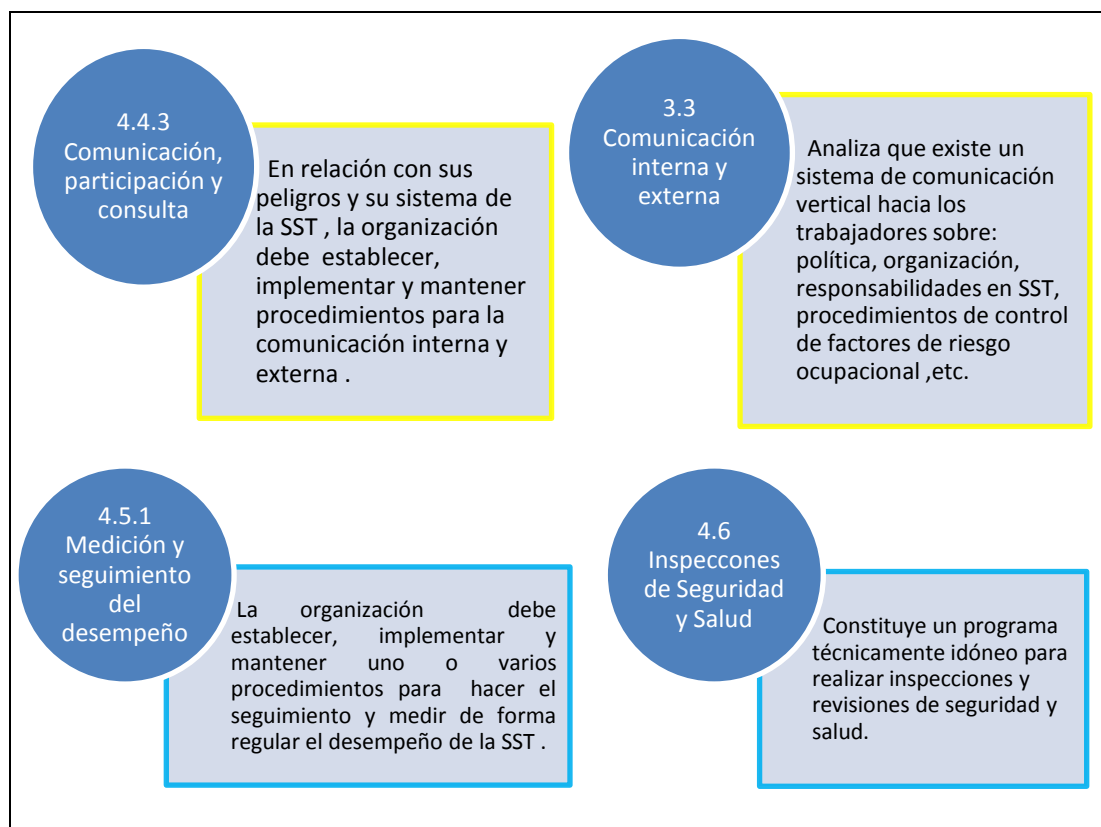 4.4.3
Comunicación,
participación y
consulta
En relación con sus
peligros y su sistema de
la SST , la organización
debe establecer,
implementar y mantener
procedimientos para la
comunicación interna y
externa .
3.3
Comunicación
interna y
externa
Analiza que existe un
sistema de comunicación
vertical hacia los
trabajadores sobre:
política, organización,
responsabilidades en SST,
procedimientos de control
de factores de riesgo
ocupacional ,etc.
4.5.1
Medición y
seguimiento
del
desempeño
La organización debe
establecer, implementar y
mantener uno o varios
procedimientos para hacer el
seguimiento y medir de forma
regular el desempeño de la SST .
4.6
Inspeccones
de Seguridad
y Salud
Constituye un programa
técnicamente idóneo para
realizar inspecciones y
revisiones de seguridad y
salud.